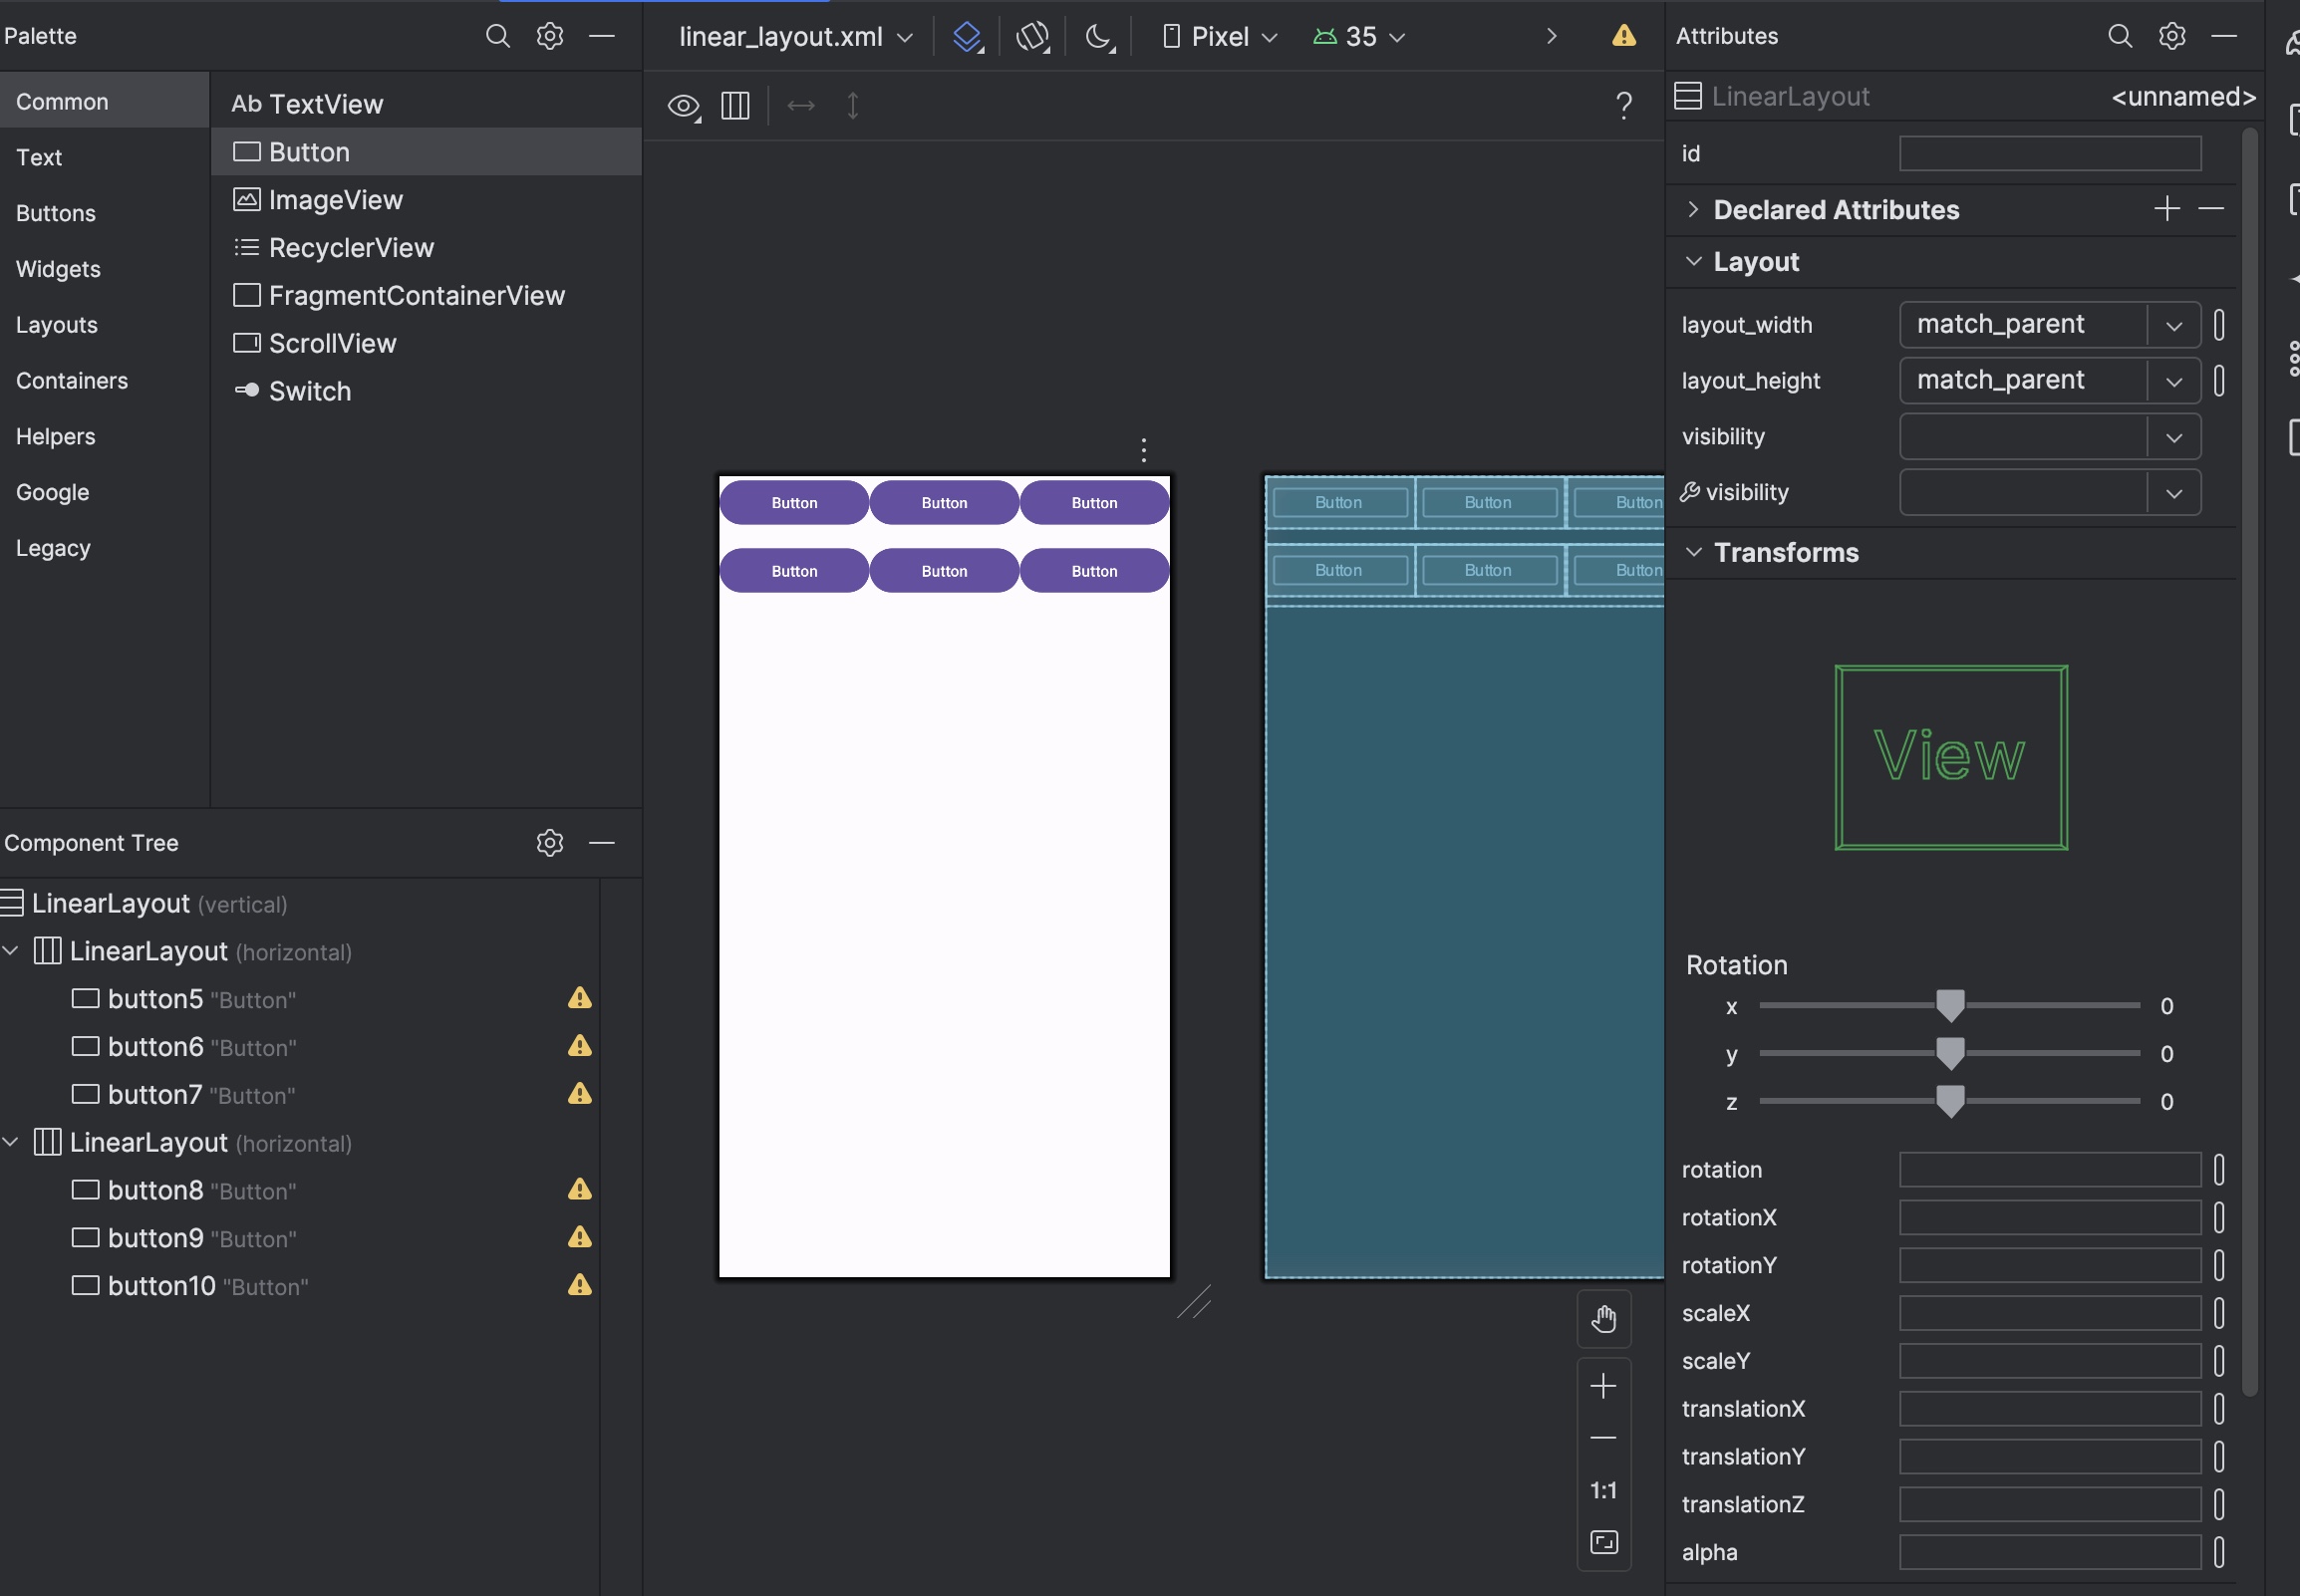 Palette
Common
Text
Buttons
Widgets
Layouts
Containers
Helpers
Google
Legacy
Ab TextView
Button
ImageView
RecyclerView
FragmentContainerView
ScrollView
Switch
Component Tree
LinearLayout (vertical)
LinearLayout (horizontal)
button5 "Button"
button6 "Button"
button7 "Button"
LinearLayout (horizontal)
button8 "Button"
button9 "Button"
button10 "Button"
linear_layout.xml Pixel 35
?
Button Button Button
Button Button Button
Button Button Button
Button Button Button
1:1
Attributes
LinearLayout <unnamed>
id
Declared Attributes
Layout
layout_width match_parent
layout_height match_parent
visibility
visibility
Transforms
View
Rotation
x 0
y 0
z 0
rotation
rotationX
rotationY
scaleX
scaleY
translationX
translationY
translationZ
alpha